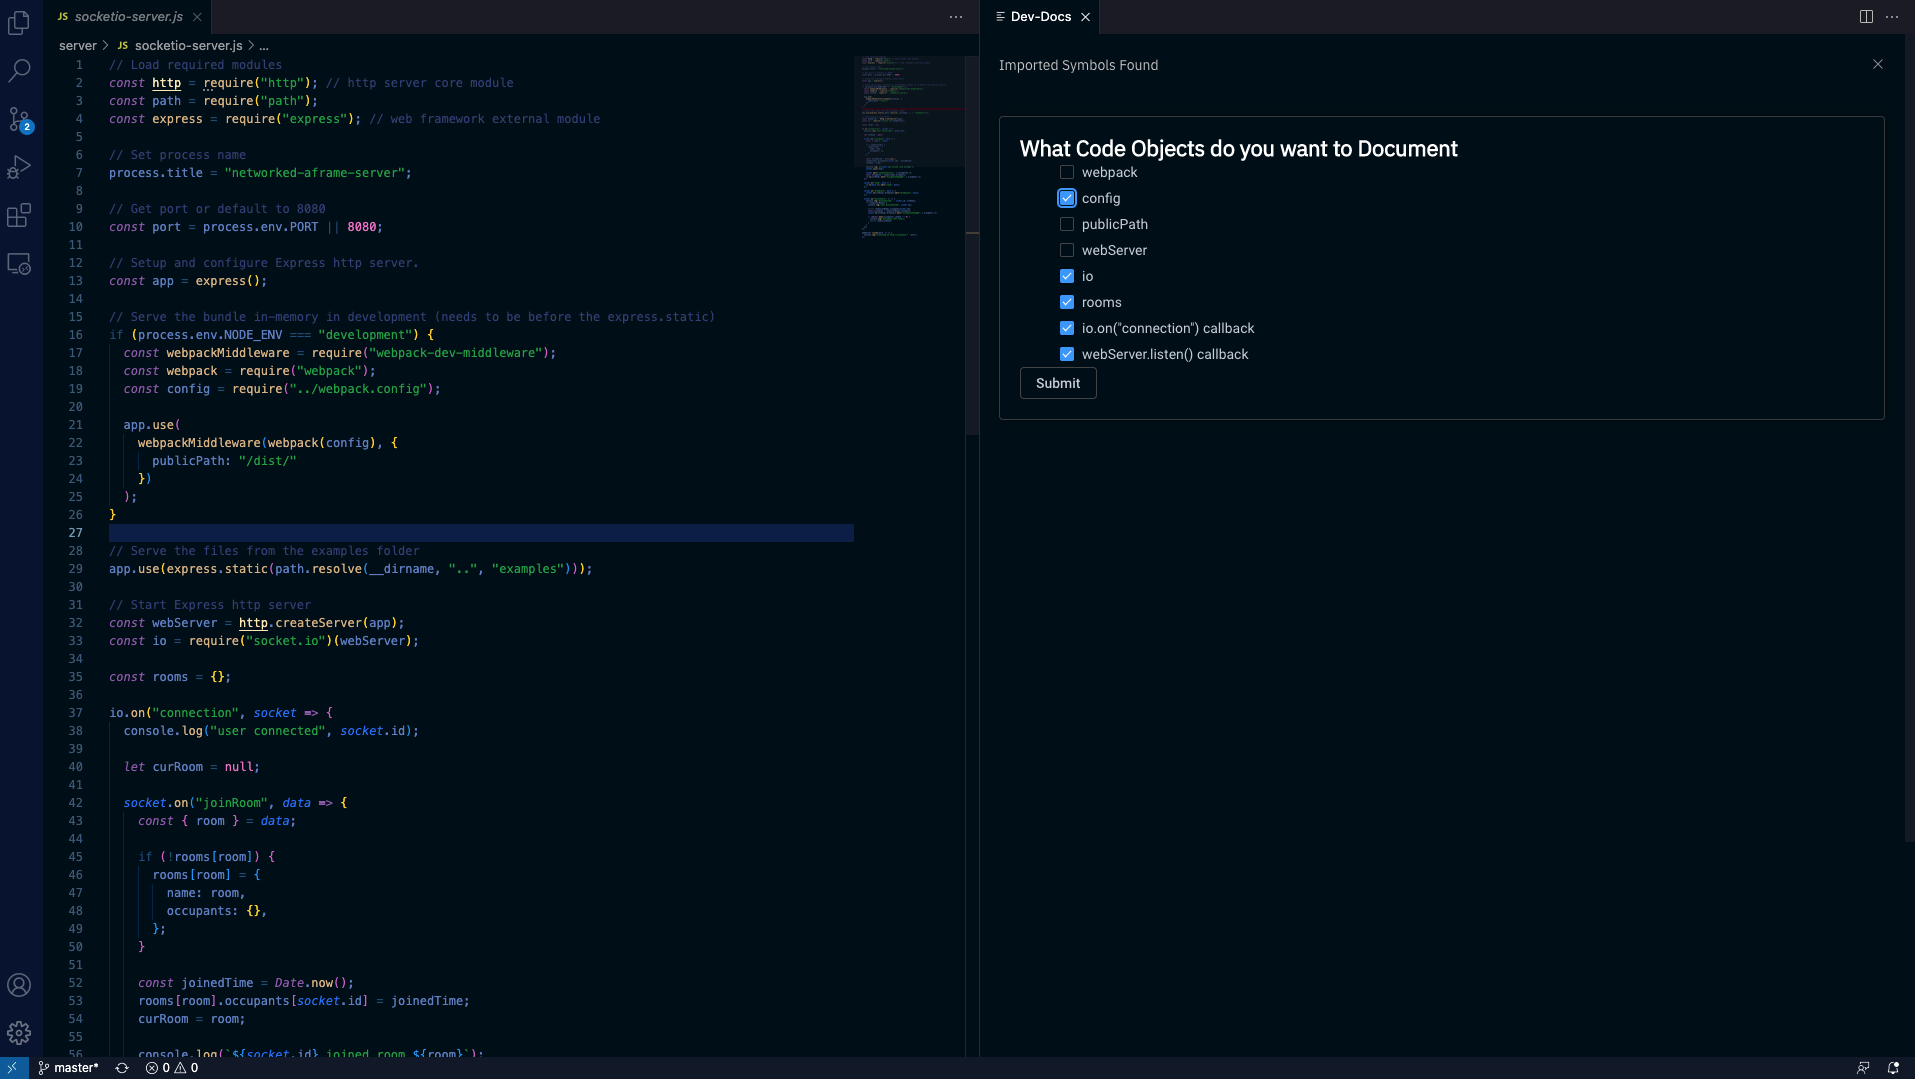 JS socketio-server.js
server > JS socketio-server.js > ...
1 // Load required modules
2 const http = require("http"); // http server core module
3 const path = require("path");
4 const express = require("express"); // web framework external module
5
6 // Set process name
7 process.title = "networked-aframe-server";
8
9 // Get port or default to 8080
10 const port = process.env.PORT || 8080;
11
12 // Setup and configure Express http server.
13 const app = express();
14
15 // Serve the bundle in-memory in development (needs to be before the express.static)
16 if (process.env.NODE_ENV === "development") {
17 const webpackMiddleware = require("webpack-dev-middleware");
18 const webpack = require("webpack");
19 const config = require("../webpack.config");
20
21 app.use(
22 webpackMiddleware(webpack(config), {
23 publicPath: "/dist/"
24 })
25 );
26 }
27
28 // Serve the files from the examples folder
29 app.use(express.static(path.resolve(__dirname, "..", "examples")));
30
31 // Start Express http server
32 const webServer = http.createServer(app);
33 const io = require("socket.io")(webServer);
34
35 const rooms = {};
36
37 io.on("connection", socket => {
38 console.log("user connected", socket.id);
39
40 let curRoom = null;
41
42 socket.on("joinRoom", data => {
43 const { room } = data;
44
45 if (!rooms[room]) {
46 rooms[room] = {
47 name: room,
48 occupants: {},
49 };
50 }
51
52 const joinedTime = Date.now();
53 rooms[room].occupants[socket.id] = joinedTime;
54 curRoom = room;
55
56 console.log(`${socket.id} joined room ${room}`);
Dev-Docs
Imported Symbols Found
What Code Objects do you want to Document
webpack
config
publicPath
webServer
io
rooms
io.on("connection") callback
webServer.listen() callback
Submit
2
master* 0 0